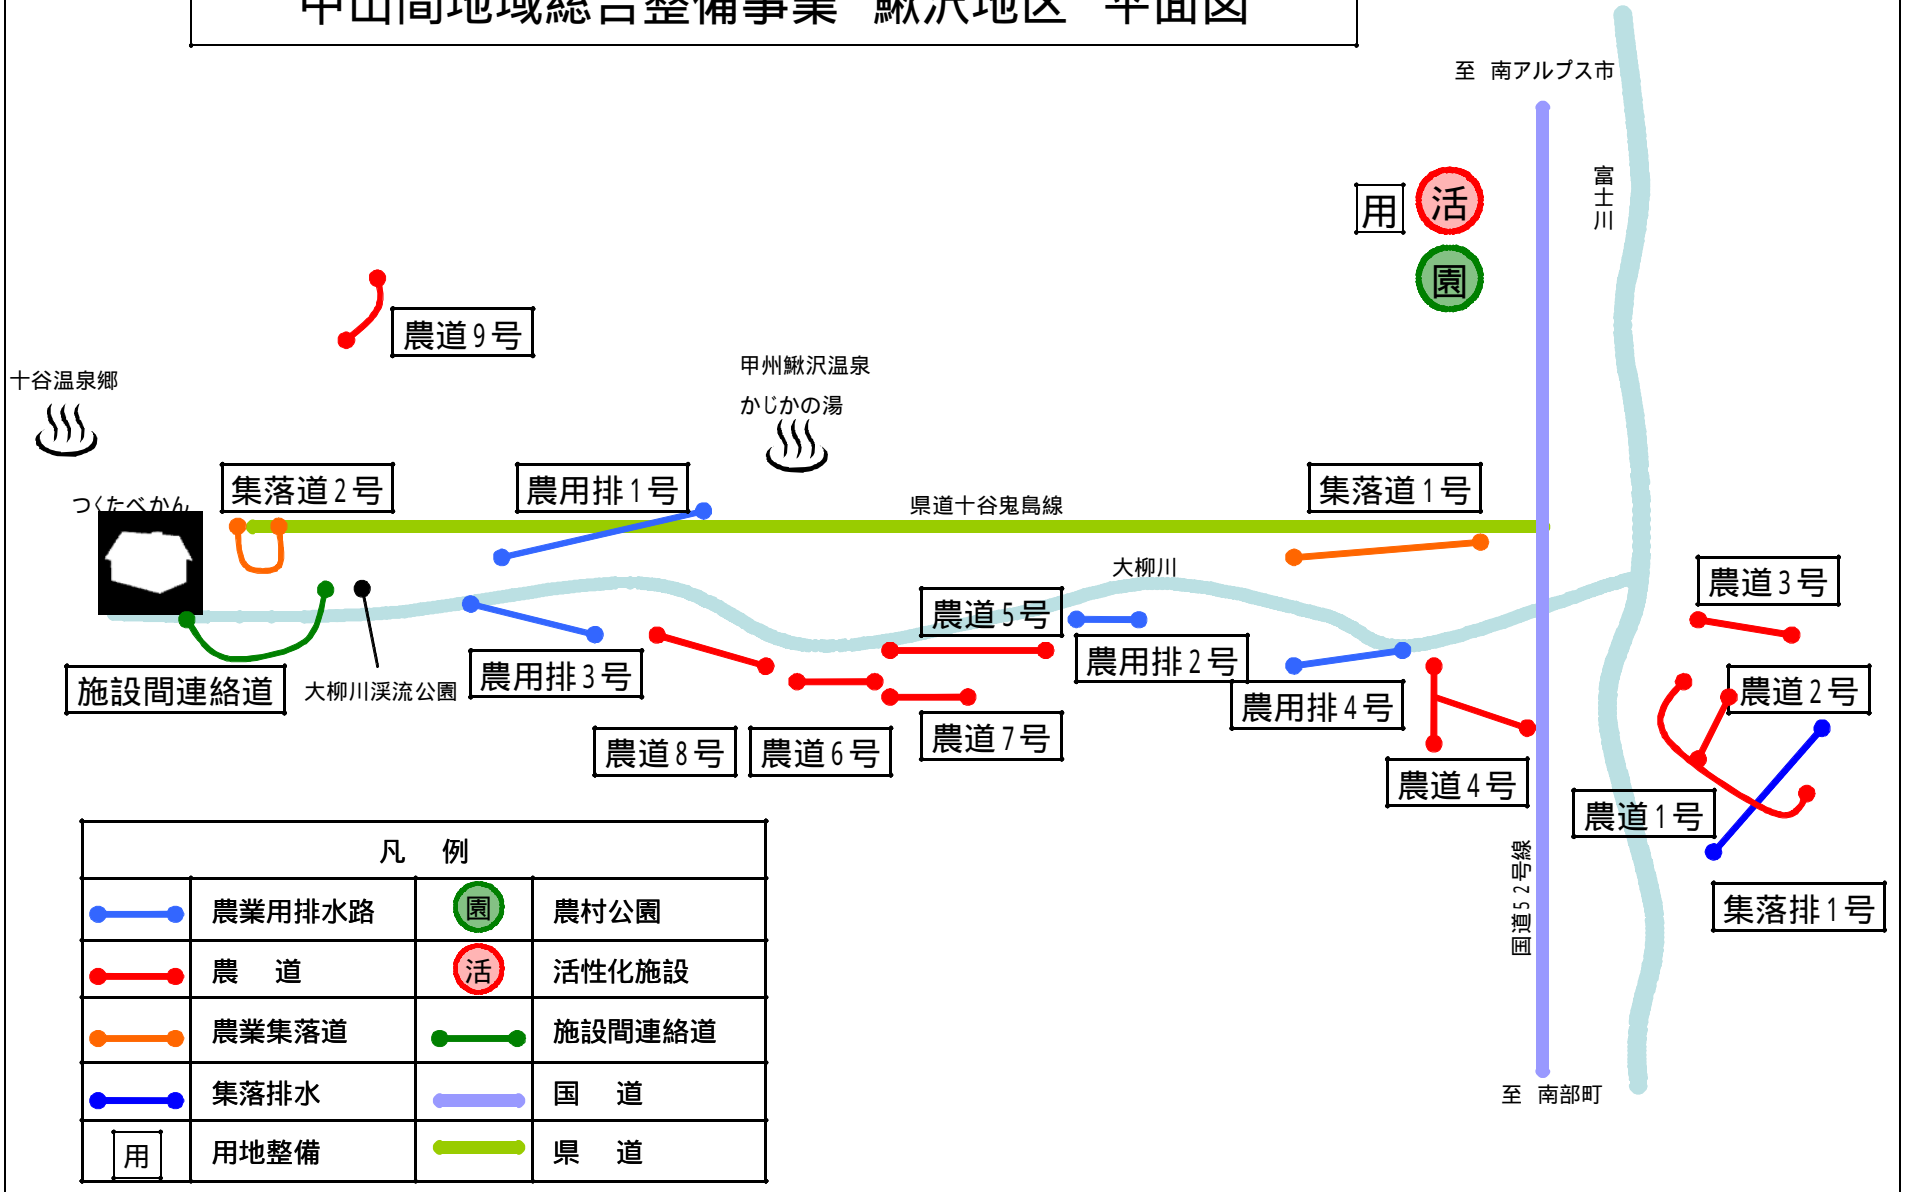 中山間地域総合整備事業 鰍沢地区 平面図
至 南アルプス市
富士川
用
活
園
農道9号
十谷温泉郷
甲州鰍沢温泉
かじかの湯
つくたべかん
集落道2号
農用排1号
県道十谷鬼島線
集落道1号
大柳川
農道3号
農道5号
農用排2号
農用排3号
施設間連絡道
大柳川渓流公園
農道2号
農用排4号
農道8号
農道6号
農道7号
農道4号
農道1号
国道52号線
集落排1号
至 南部町
凡 例
農業用排水路
園
農村公園
農 道
活
活性化施設
農業集落道
施設間連絡道
集落排水
国 道
用
用地整備
県 道